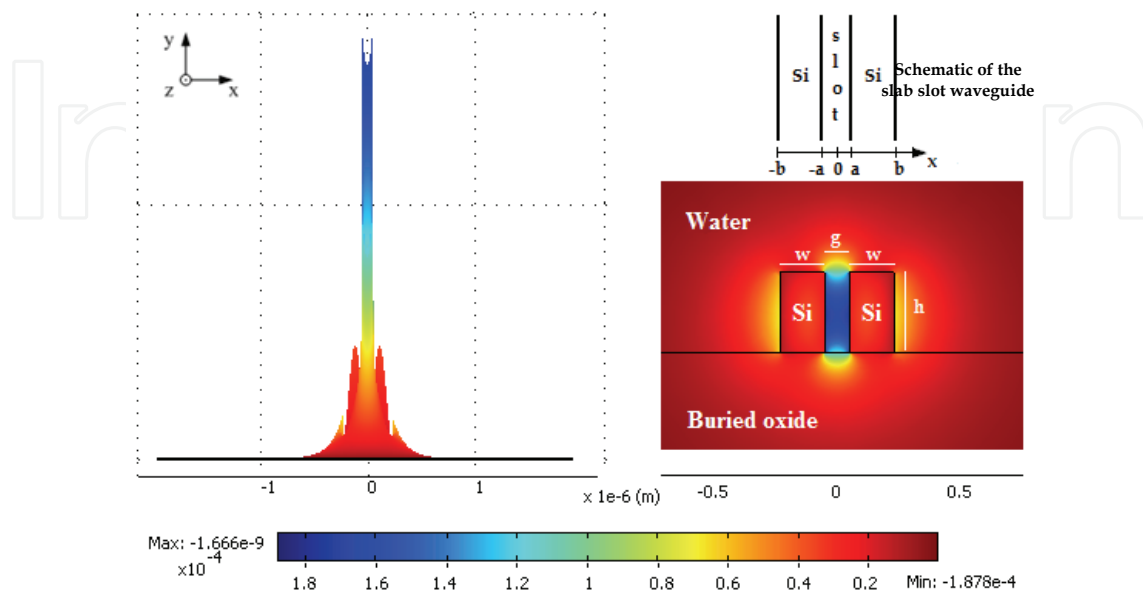 y
z
x
-1
0
1
x 1e-6 (m)
s
l
o
t
Si
Si
Schematic of the
slab slot waveguide
-b
-a
0
a
b
x
Water
g
w
w
Si
Si
h
Buried oxide
-0.5
0
0.5
Max: -1.666e-9
x10^-4
1.8
1.6
1.4
1.2
1
0.8
0.6
0.4
0.2
Min: -1.878e-4
In
n